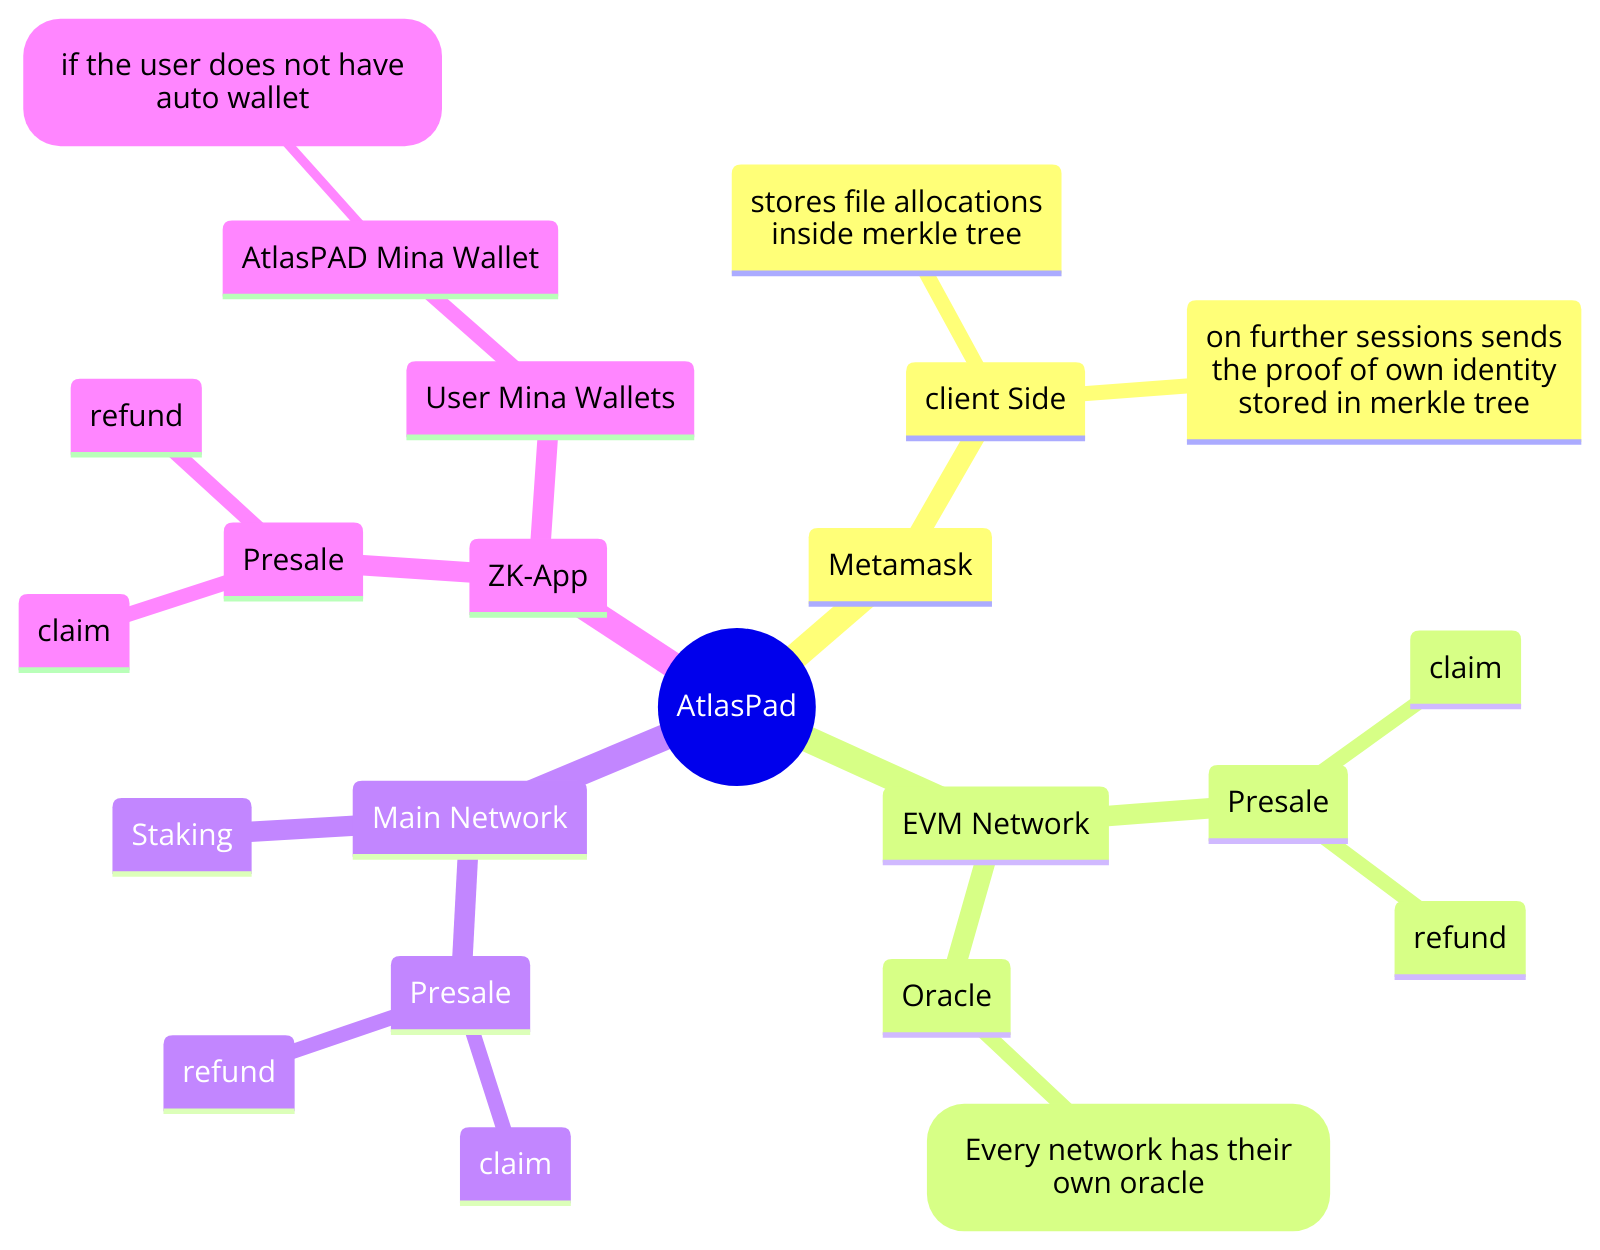 if the user does not have
auto wallet
AtlasPAD Mina Wallet
User Mina Wallets
refund
Presale
claim
ZK-App
stores file allocations
inside merkle tree
on further sessions sends
the proof of own identity
stored in merkle tree
client Side
Metamask
AtlasPad
Main Network
Staking
Presale
refund
claim
EVM Network
Presale
claim
refund
Oracle
Every network has their
own oracle